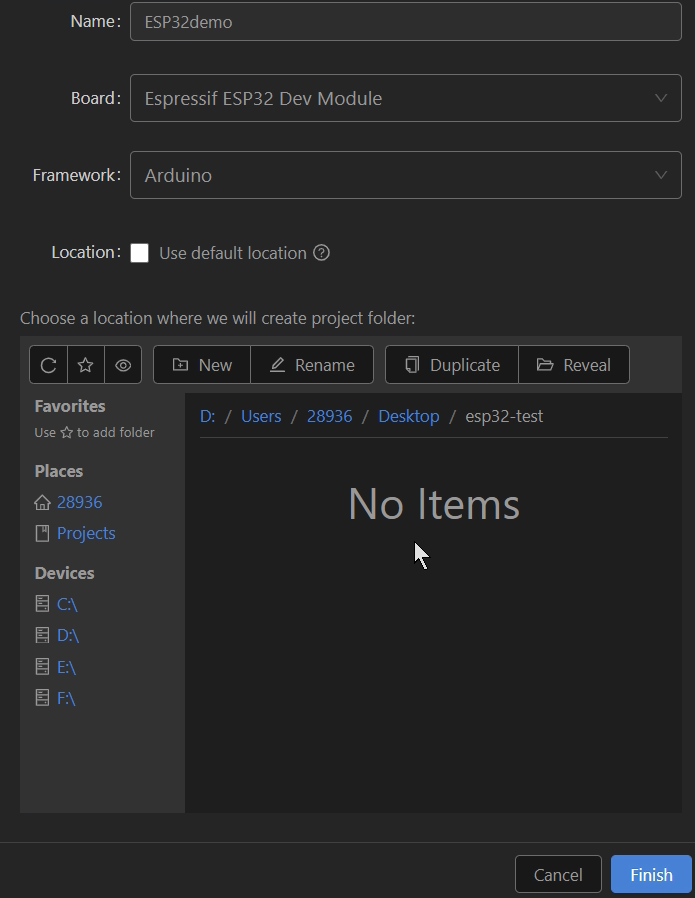 Name: ESP32demo
Board: Espressif ESP32 Dev Module
Framework: Arduino
Location: Use default location ?
Choose a location where we will create project folder:
New Rename Duplicate Reveal
Favorites
Use ☆ to add folder
Places
28936
Projects
Devices
C:\
D:\
E:\
F:\
D: / Users / 28936 / Desktop / esp32-test
No Items
Cancel Finish